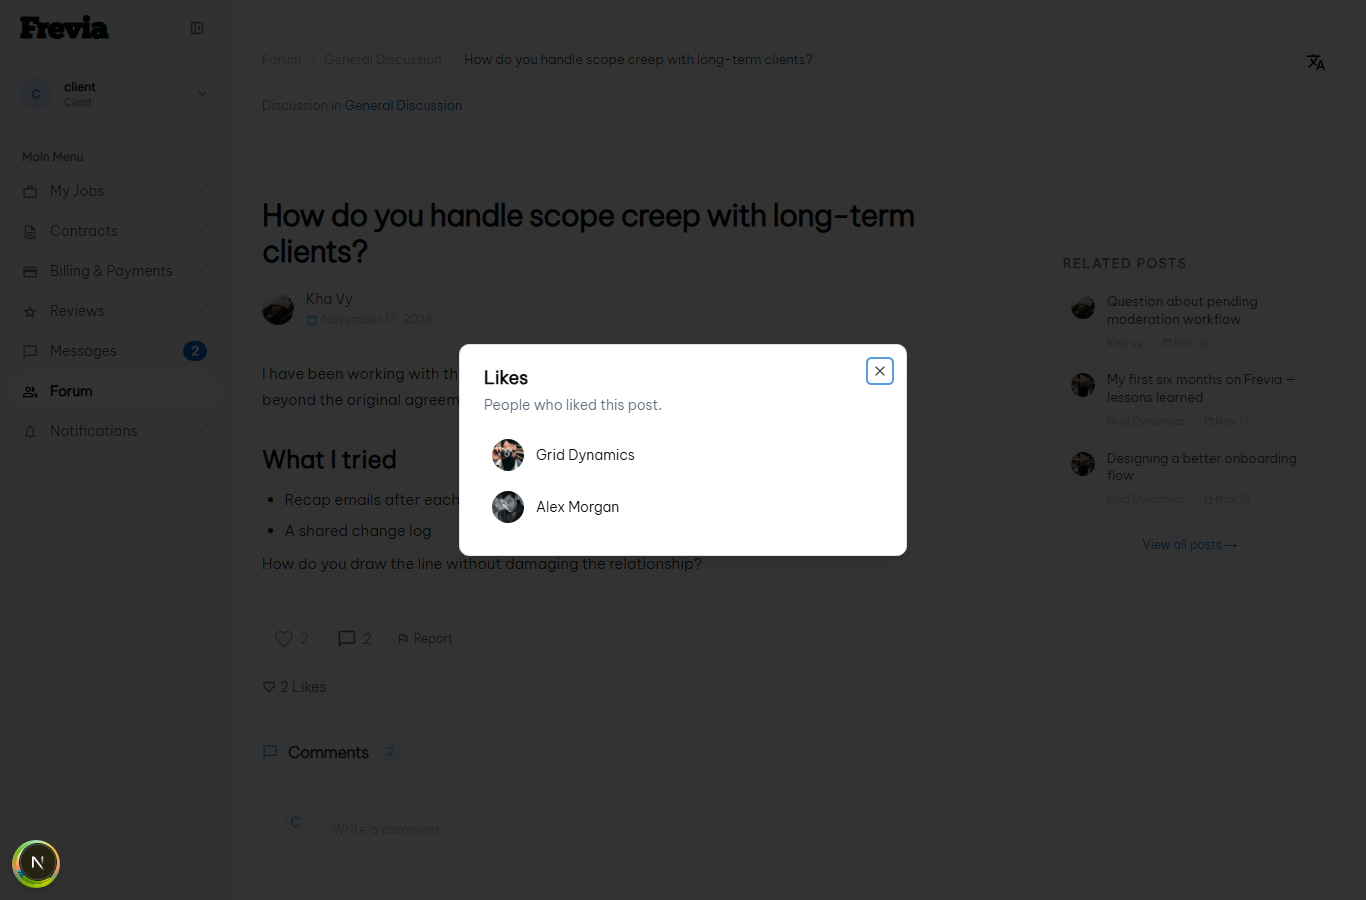 Frevia
C
client
Client
Main Menu
My Jobs
Contracts
Billing & Payments
Reviews
Messages
2
Forum
Notifications
Forum / General Discussion / How do you handle scope creep with long-term clients?
Discussion in General Discussion
How do you handle scope creep with long-term
clients?
Kha Vy
November 17, 2026
I have been working with th
beyond the original agreem
What I tried
• Recap emails after each
• A shared change log
How do you draw the line without damaging the relationship?
2
2
Report
2 Likes
Comments
2
C
Write a comment...
Likes
People who liked this post.
Grid Dynamics
Alex Morgan
RELATED POSTS
Question about pending
moderation workflow
Kha Vy
Nov 18
My first six months on Frevia —
lessons learned
Grid Dynamics
Nov 17
Designing a better onboarding
flow
Grid Dynamics
Nov 16
View all posts →
N